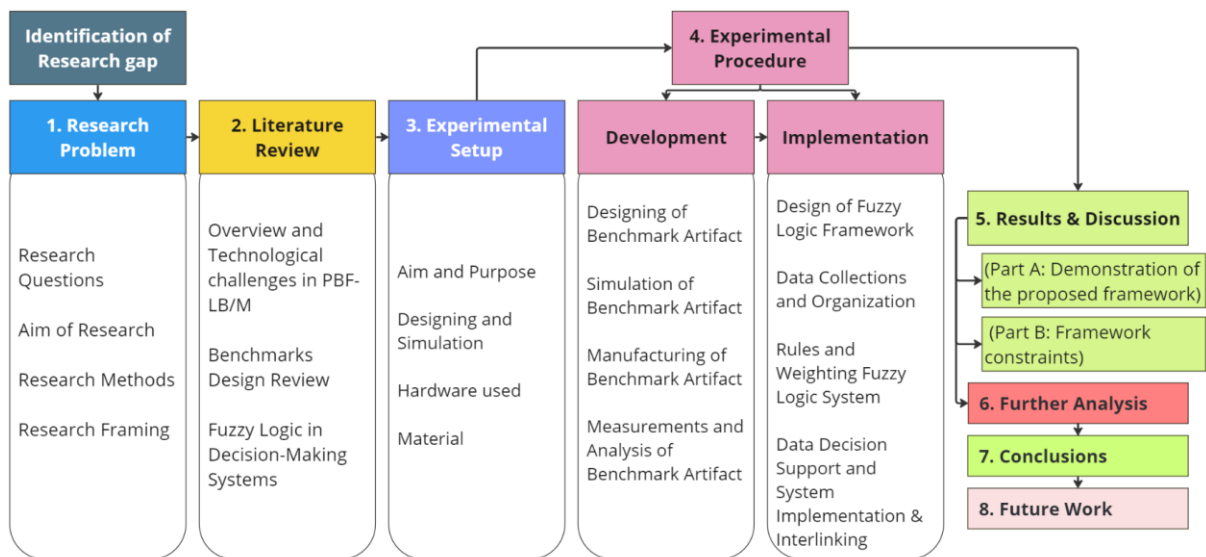 Identification of
Research gap
1. Research
Problem
Research
Questions
Aim of Research
Research Methods
Research Framing
2. Literature
Review
Overview and
Technological
challenges in PBF-
LB/M
Benchmarks
Design Review
Fuzzy Logic in
Decision-Making
Systems
3. Experimental
Setup
Aim and Purpose
Designing and
Simulation
Hardware used
Material
4. Experimental
Procedure
Development
Designing of
Benchmark Artifact
Simulation of
Benchmark Artifact
Manufacturing of
Benchmark Artifact
Measurements and
Analysis of
Benchmark Artifact
Implementation
Design of Fuzzy
Logic Framework
Data Collections
and Organization
Rules and
Weighting Fuzzy
Logic System
Data Decision
Support and
System
Implementation &
Interlinking
5. Results & Discussion
(Part A: Demonstration of
the proposed framework)
(Part B: Framework
constraints)
6. Further Analysis
7. Conclusions
8. Future Work